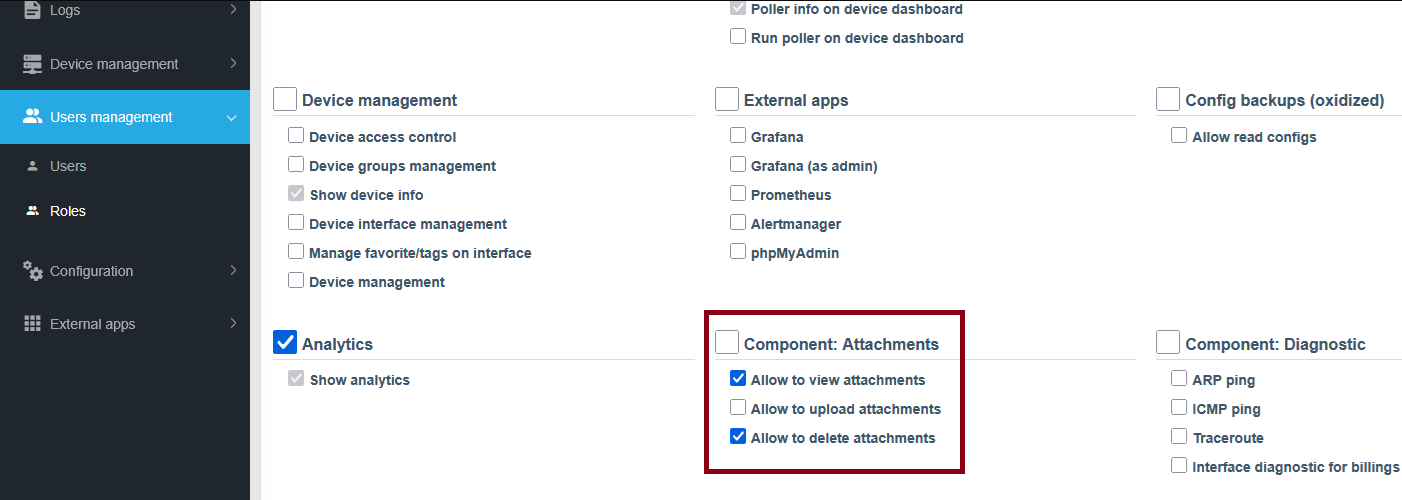 Logs
Device management
Users management
Users
Roles
Configuration
External apps
Poller info on device dashboard
Run poller on device dashboard
Device management
Device access control
Device groups management
Show device info
Device interface management
Manage favorite/tags on interface
Device management
External apps
Grafana
Grafana (as admin)
Prometheus
Alertmanager
phpMyAdmin
Config backups (oxidized)
Allow read configs
Analytics
Show analytics
Component: Attachments
Allow to view attachments
Allow to upload attachments
Allow to delete attachments
Component: Diagnostic
ARP ping
ICMP ping
Traceroute
Interface diagnostic for billings